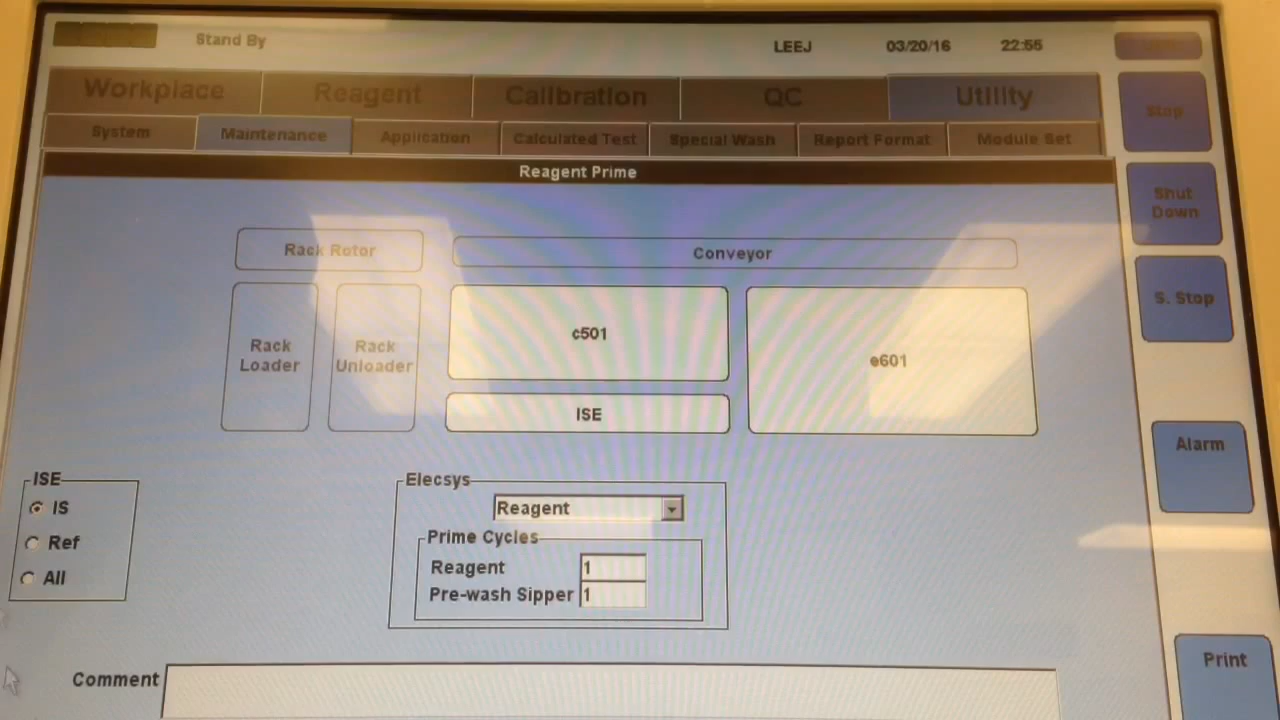 Stand By LEEJ 03/20/16 22:55
Workplace Reagent Calibration QC Utility
System Maintenance Application Calculated Test Special Wash Report Format Module Set
Reagent Prime
Stop
Shut
Down
S. Stop
Alarm
Print
Rack Rotor Conveyor
Rack
Loader
Rack
Unloader
c501
e601
ISE
ISE
IS
Ref
All
Elecsys
Reagent
Prime Cycles
Reagent 1
Pre-wash Sipper 1
Comment